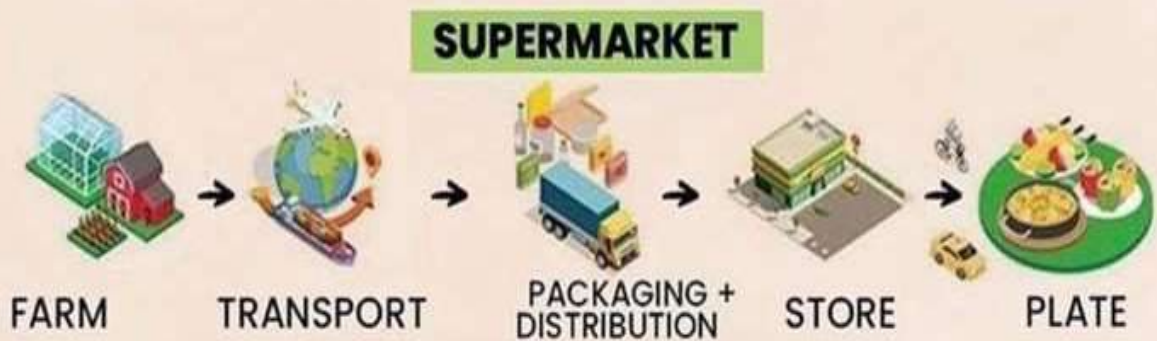 SUPERMARKET
FARM
TRANSPORT
PACKAGING +
DISTRIBUTION
STORE
PLATE